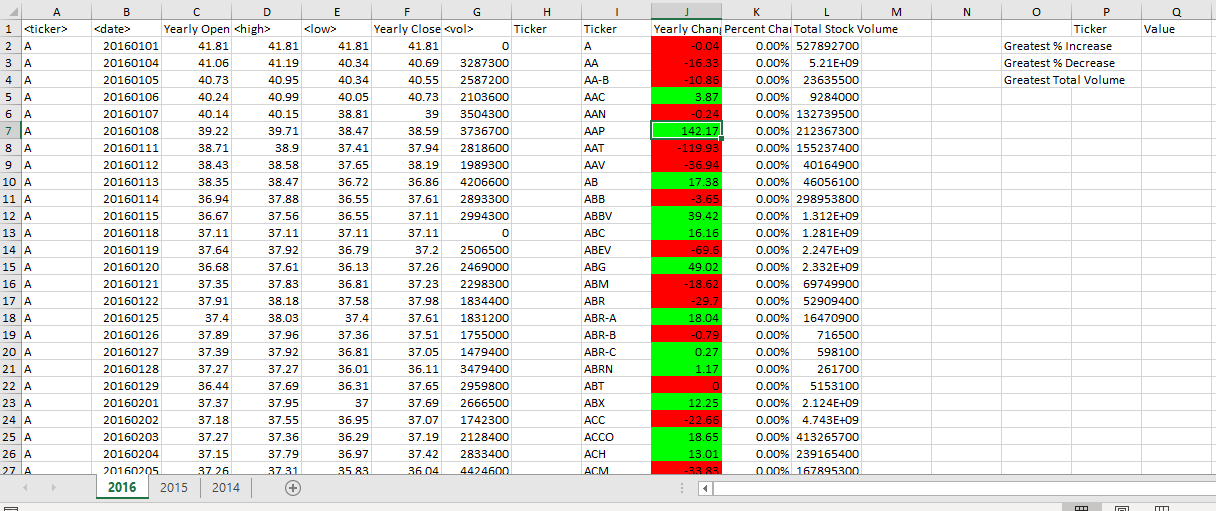 A B C D E F G H I J K L M N O P Q
1 <ticker> <date> Yearly Open <high> <low> Yearly Close <vol> Ticker Ticker Yearly Chan Percent Chan Total Stock Volume Ticker Value
2 A 20160101 41.81 41.81 41.81 41.81 0 A -0.04 0.00% 527892700 Greatest % Increase
3 A 20160104 41.06 41.19 40.34 40.69 3287300 AA -16.33 0.00% 5.21E+09 Greatest % Decrease
4 A 20160105 40.73 40.95 40.34 40.55 2587200 AA-B -10.86 0.00% 23635500 Greatest Total Volume
5 A 20160106 40.24 40.99 40.05 40.73 2103600 AAC 3.87 0.00% 9284000
6 A 20160107 40.14 40.15 38.81 39 3504300 AAN -0.24 0.00% 132739500
7 A 20160108 39.22 39.71 38.47 38.59 3736700 AAP 142.17 0.00% 212367300
8 A 20160111 38.71 38.9 37.41 37.94 2818600 AAT -119.93 0.00% 155237400
9 A 20160112 38.43 38.58 37.65 38.19 1989300 AAV -36.94 0.00% 40164900
10 A 20160113 38.35 38.47 36.72 36.86 4206600 AB 17.38 0.00% 46056100
11 A 20160114 36.94 37.88 36.55 37.61 2893300 ABB -3.65 0.00% 298953800
12 A 20160115 36.67 37.56 36.55 37.11 2994300 ABBV 39.42 0.00% 1.312E+09
13 A 20160118 37.11 37.11 37.11 37.11 0 ABC 16.16 0.00% 1.281E+09
14 A 20160119 37.64 37.92 36.79 37.2 2506500 ABEV -69.6 0.00% 2.247E+09
15 A 20160120 36.68 37.61 36.13 37.26 2469000 ABG 49.02 0.00% 2.332E+09
16 A 20160121 37.35 37.83 36.81 37.23 2298300 ABM -18.62 0.00% 69749900
17 A 20160122 37.91 38.18 37.58 37.98 1834400 ABR -29.7 0.00% 52909400
18 A 20160125 37.4 38.03 37.4 37.61 1831200 ABR-A 18.04 0.00% 16470900
19 A 20160126 37.89 37.96 37.36 37.51 1755000 ABR-B -0.79 0.00% 716500
20 A 20160127 37.39 37.92 36.81 37.05 1479400 ABR-C 0.27 0.00% 598100
21 A 20160128 37.27 37.27 36.01 36.11 3479400 ABRN 1.17 0.00% 261700
22 A 20160129 36.44 37.69 36.31 37.65 2959800 ABT 0 0.00% 5153100
23 A 20160201 37.37 37.95 37 37.69 2666500 ABX 12.25 0.00% 2.124E+09
24 A 20160202 37.18 37.55 36.95 37.07 1742300 ACC -22.66 0.00% 4.743E+09
25 A 20160203 37.27 37.36 36.29 37.19 2128400 ACCO 18.65 0.00% 413265700
26 A 20160204 37.15 37.79 36.97 37.42 2833400 ACH 13.01 0.00% 239165400
27 A 20160205 37.26 37.31 35.83 36.04 4424600 ACM -33.83 0.00% 167895300
2016 2015 2014